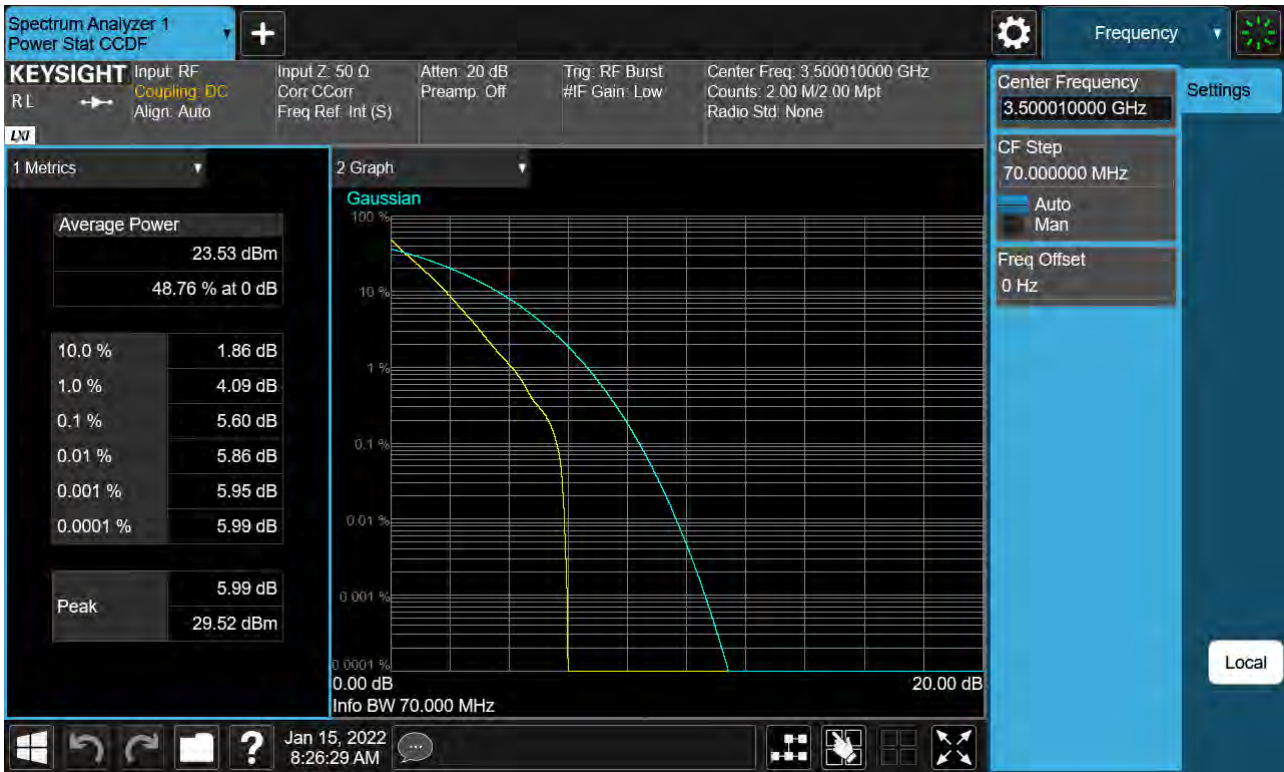 Spectrum Analyzer 1
Power Stat CCDF
+
Frequency
KEYSIGHT
RL
LXI
Input: RF
Coupling: DC
Align: Auto
Input Z: 50 Ω
Corr CCorr
Freq Ref: Int (S)
Atten: 20 dB
Preamp: Off
Trig: RF Burst
#IF Gain: Low
Center Freq: 3.500010000 GHz
Counts: 2.00 M/2.00 Mpt
Radio Std: None
1 Metrics
Average Power
23.53 dBm
48.76 % at 0 dB
10.0 % 1.86 dB
1.0 % 4.09 dB
0.1 % 5.60 dB
0.01 % 5.86 dB
0.001 % 5.95 dB
0.0001 % 5.99 dB
Peak
5.99 dB
29.52 dBm
2 Graph
Gaussian
100 %
10 %
1 %
0.1 %
0.01 %
0.001 %
0.0001 %
0.00 dB 20.00 dB
Info BW 70.000 MHz
Center Frequency
3.500010000 GHz
CF Step
70.000000 MHz
Auto
Man
Freq Offset
0 Hz
Settings
Local
?
Jan 15, 2022
8:26:29 AM